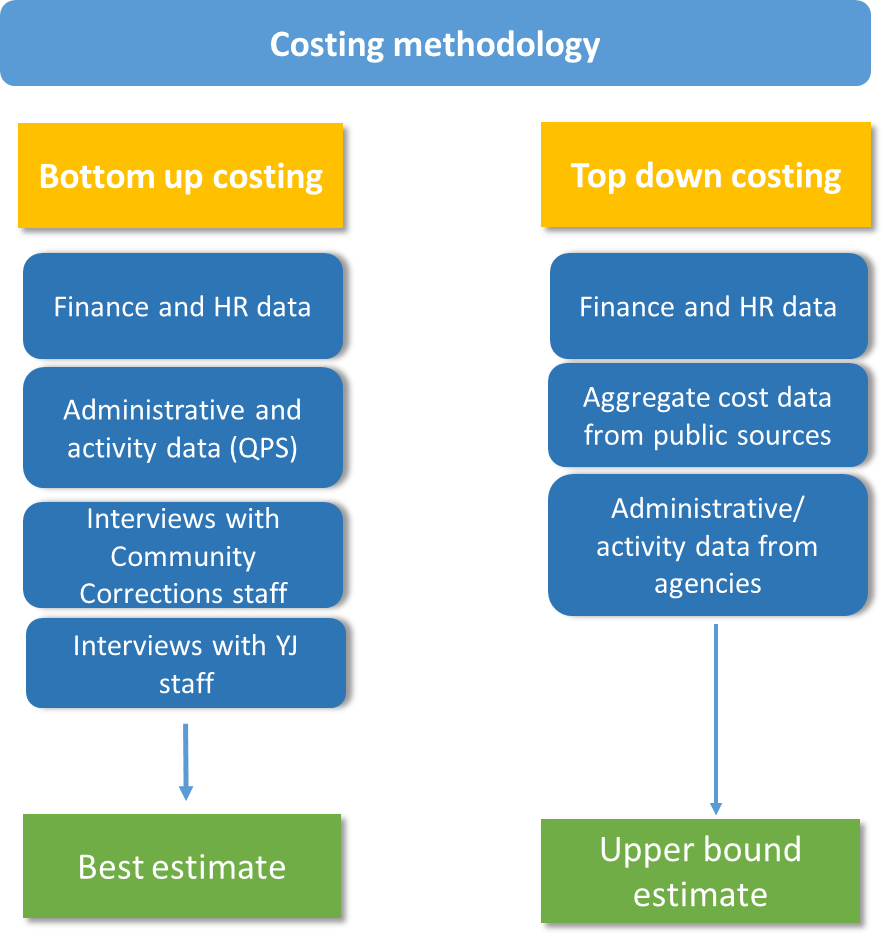 Costing methodology
Bottom up costing
Finance and HR data
Administrative and
activity data (QPS)
Interviews with
Community
Corrections staff
Interviews with YJ
staff
Best estimate
Top down costing
Finance and HR data
Aggregate cost data
from public sources
Administrative/
activity data from
agencies
Upper bound
estimate